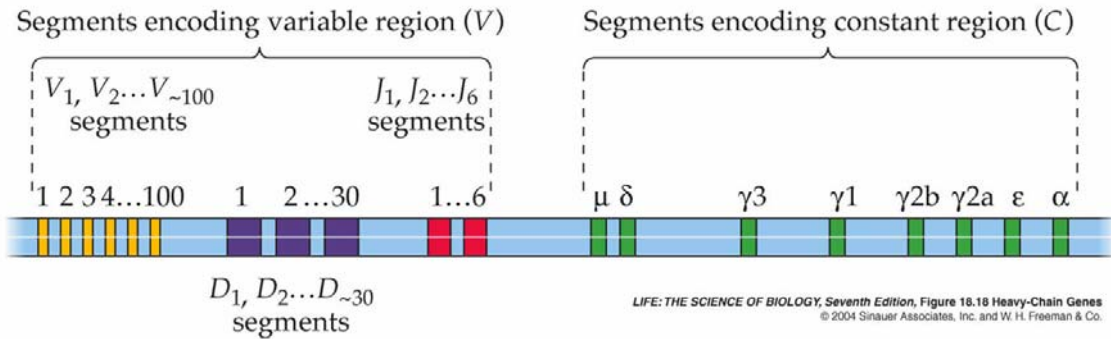 Segments encoding variable region (V)
Segments encoding constant region (C)
V1, V2…V~100
segments
J1, J2…J6
segments
1 2 3 4…100 1 2 …30 1…6 μ δ γ3 γ1 γ2b γ2a ε α
D1, D2…D~30
segments
LIFE: THE SCIENCE OF BIOLOGY, Seventh Edition, Figure 18.18 Heavy-Chain Genes
© 2004 Sinauer Associates, Inc. and W. H. Freeman & Co.